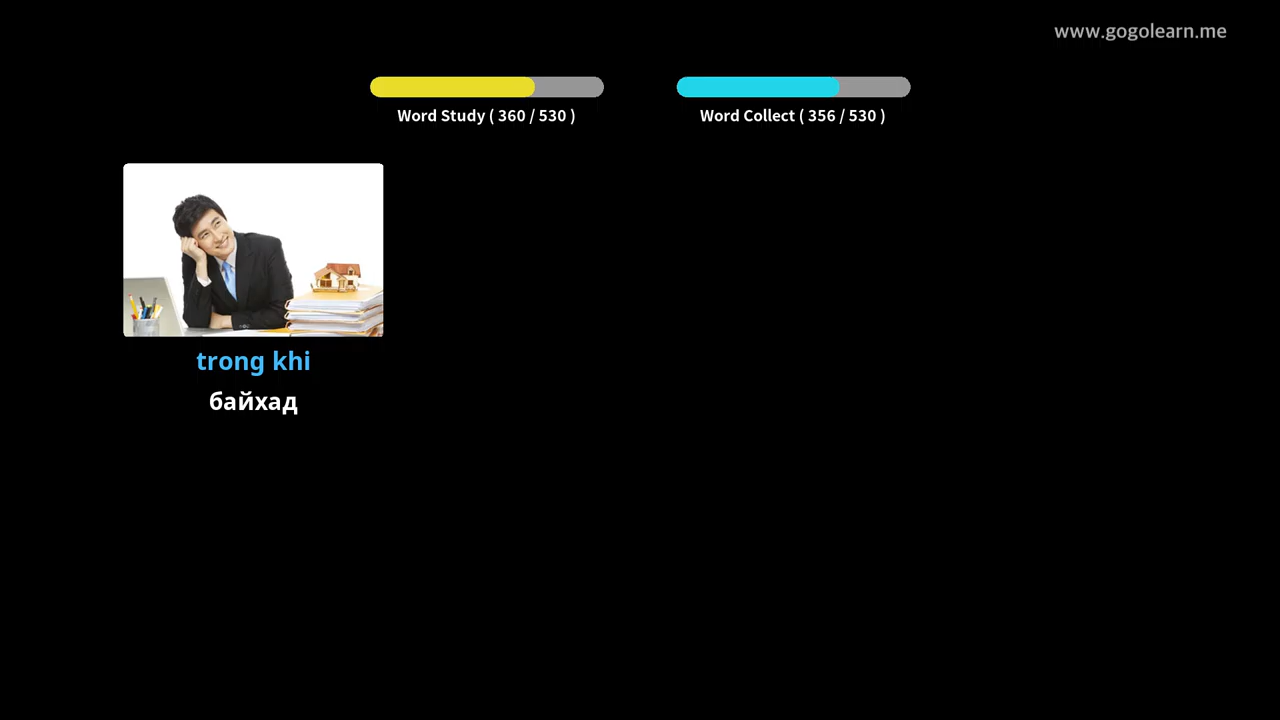 www.gogolearn.me
Word Study ( 360 / 530 )
Word Collect ( 356 / 530 )
trong khi
байхад